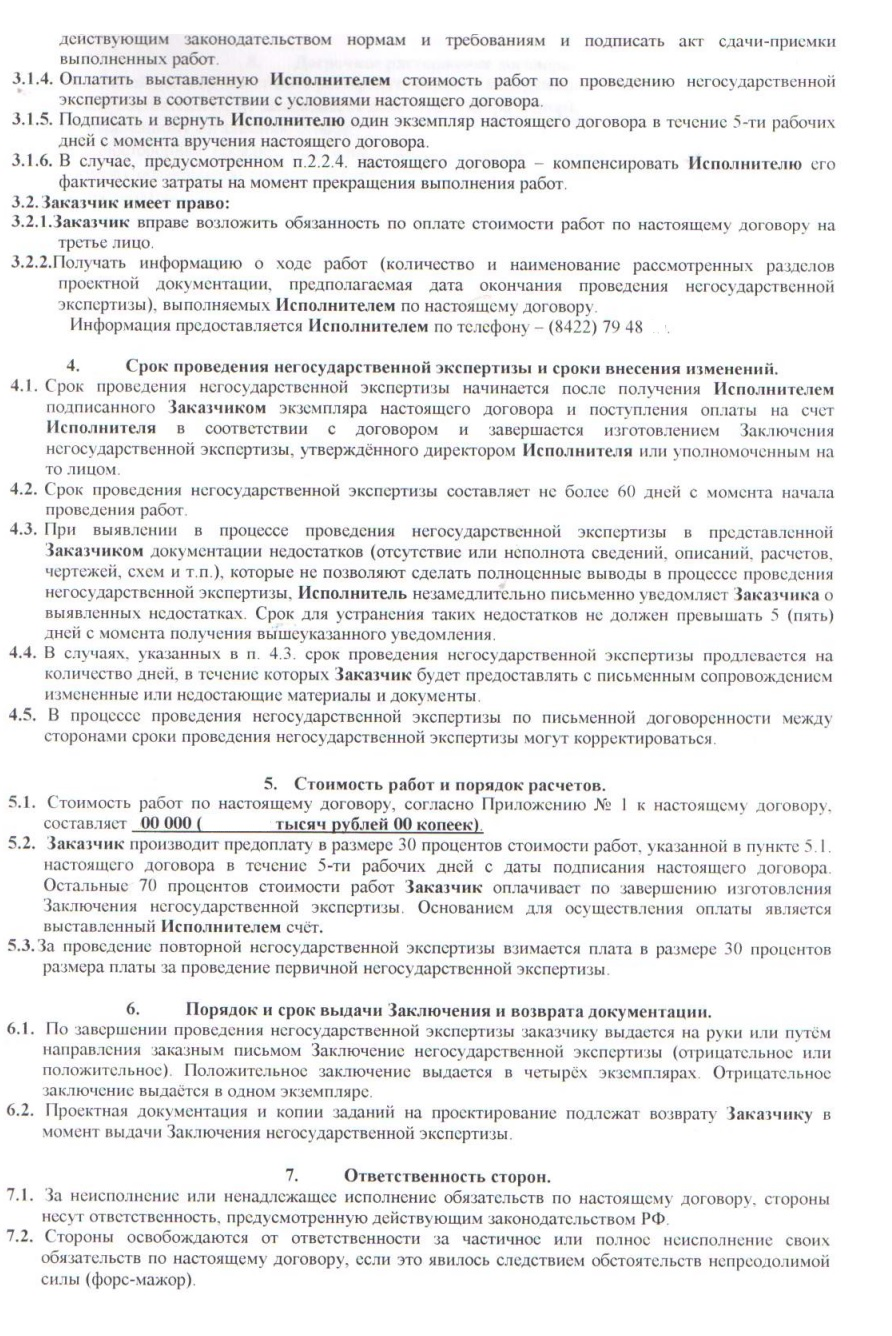 действующим законодательством нормам и требованиям и подписать акт сдачи-приемки
выполненных работ.
3.1.4. Оплатить выставленную Исполнителем стоимость работ по проведению негосударственной
экспертизы в соответствии с условиями настоящего договора.
3.1.5. Подписать и вернуть Исполнителю один экземпляр настоящего договора в течение 5-ти рабочих
дней с момента вручения настоящего договора.
3.1.6. В случае, предусмотренном п.2.2.4. настоящего договора – компенсировать Исполнителю его
фактические затраты на момент прекращения выполнения работ.
3.2. Заказчик имеет право:
3.2.1.Заказчик вправе возложить обязанность по оплате стоимости работ по настоящему договору на
третье лицо.
3.2.2.Получать информацию о ходе работ (количество и наименование рассмотренных разделов
проектной документации, предполагаемая дата окончания проведения негосударственной
экспертизы), выполняемых Исполнителем по настоящему договору.
Информация предоставляется Исполнителем по телефону – (8422) 79 48
4. Срок проведения негосударственной экспертизы и сроки внесения изменений.
4.1. Срок проведения негосударственной экспертизы начинается после получения Исполнителем
подписанного Заказчиком экземпляра настоящего договора и поступления оплаты на счет
Исполнителя в соответствии с договором и завершается изготовлением Заключения
негосударственной экспертизы, утверждённого директором Исполнителя или уполномоченным на
то лицом.
4.2. Срок проведения негосударственной экспертизы составляет не более 60 дней с момента начала
проведения работ.
4.3. При выявлении в процессе проведения негосударственной экспертизы в представленной
Заказчиком документации недостатков (отсутствие или неполнота сведений, описаний, расчетов,
чертежей, схем и т.п.), которые не позволяют сделать полноценные выводы в процессе проведения
негосударственной экспертизы, Исполнитель незамедлительно письменно уведомляет Заказчика о
выявленных недостатках. Срок для устранения таких недостатков не должен превышать 5 (пять)
дней с момента получения вышеуказанного уведомления.
4.4. В случаях, указанных в п. 4.3. срок проведения негосударственной экспертизы продлевается на
количество дней, в течение которых Заказчик будет предоставлять с письменным сопровождением
измененные или недостающие материалы и документы.
4.5. В процессе проведения негосударственной экспертизы по письменной договоренности между
сторонами сроки проведения негосударственной экспертизы могут корректироваться.
5. Стоимость работ и порядок расчетов.
5.1. Стоимость работ по настоящему договору, согласно Приложению № 1 к настоящему договору,
составляет 00 000 ( тысяч рублей 00 копеек).
5.2. Заказчик производит предоплату в размере 30 процентов стоимости работ, указанной в пункте 5.1.
настоящего договора в течение 5-ти рабочих дней с даты подписания настоящего договора.
Остальные 70 процентов стоимости работ Заказчик оплачивает по завершению изготовления
Заключения негосударственной экспертизы. Основанием для осуществления оплаты является
выставленный Исполнителем счёт.
5.3.За проведение повторной негосударственной экспертизы взимается плата в размере 30 процентов
размера платы за проведение первичной негосударственной экспертизы.
6. Порядок и срок выдачи Заключения и возврата документации.
6.1. По завершении проведения негосударственной экспертизы заказчику выдается на руки или путём
направления заказным письмом Заключение негосударственной экспертизы (отрицательное или
положительное). Положительное заключение выдается в четырёх экземплярах. Отрицательное
заключение выдаётся в одном экземпляре.
6.2. Проектная документация и копии заданий на проектирование подлежат возврату Заказчику в
момент выдачи Заключения негосударственной экспертизы.
7. Ответственность сторон.
7.1. За неисполнение или ненадлежащее исполнение обязательств по настоящему договору, стороны
несут ответственность, предусмотренную действующим законодательством РФ.
7.2. Стороны освобождаются от ответственности за частичное или полное неисполнение своих
обязательств по настоящему договору, если это явилось следствием обстоятельств непреодолимой
силы (форс-мажор).